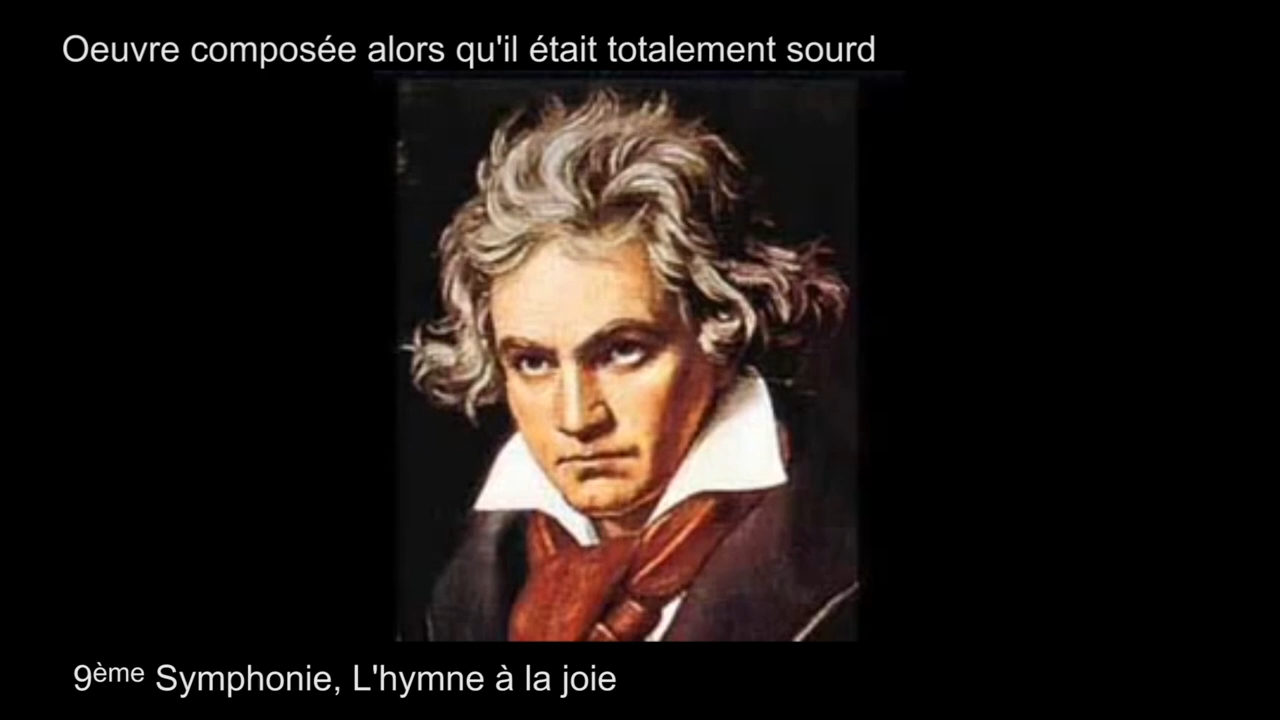 Oeuvre composée alors qu'il était totalement sourd
9ème Symphonie, L'hymne à la joie